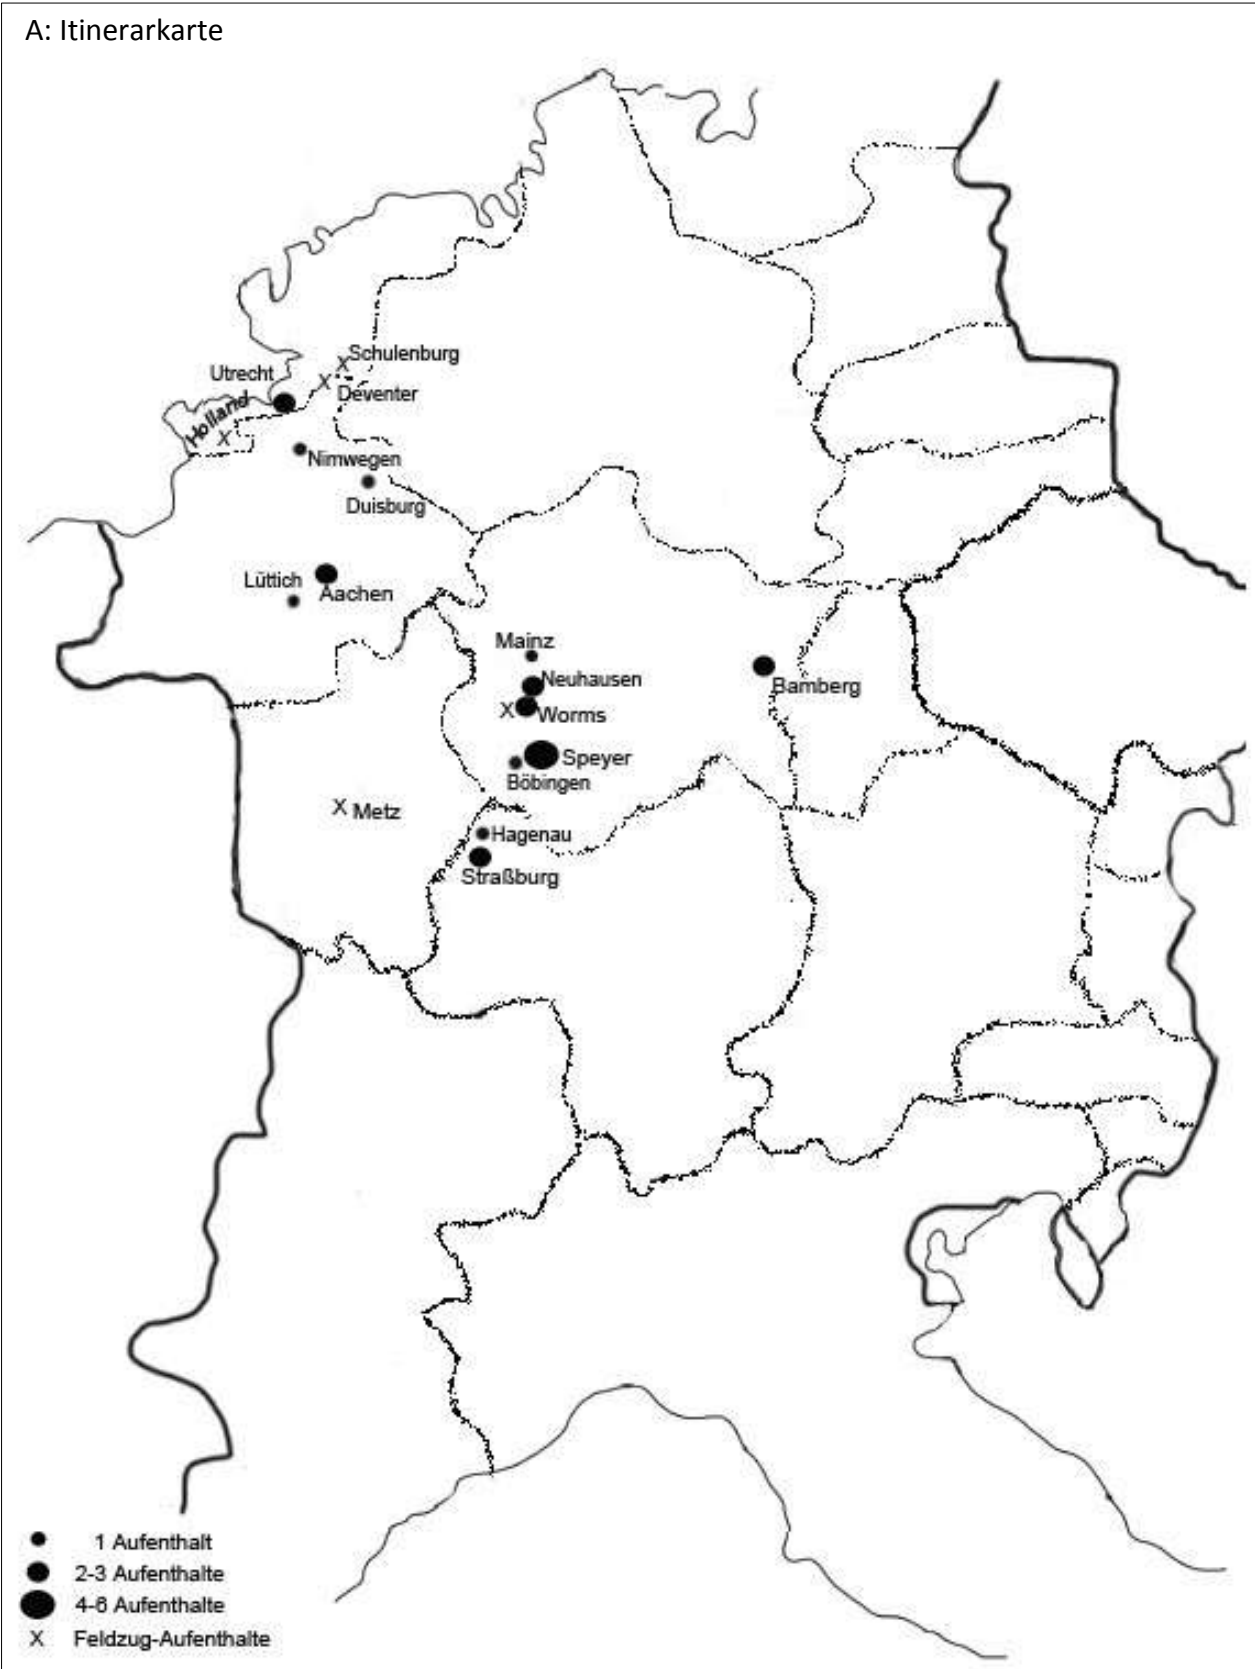 A: Itinerarkarte
Schulenburg
Utrecht
Deventer
Holland
X
X
X
Nimwegen
Duisburg
Lüttich
Aachen
Mainz
Neuhausen
X
Worms
Bamberg
Speyer
Böbingen
X Metz
Hagenau
Straßburg
1 Aufenthalt
2-3 Aufenthalte
4-6 Aufenthalte
X Feldzug-Aufenthalte